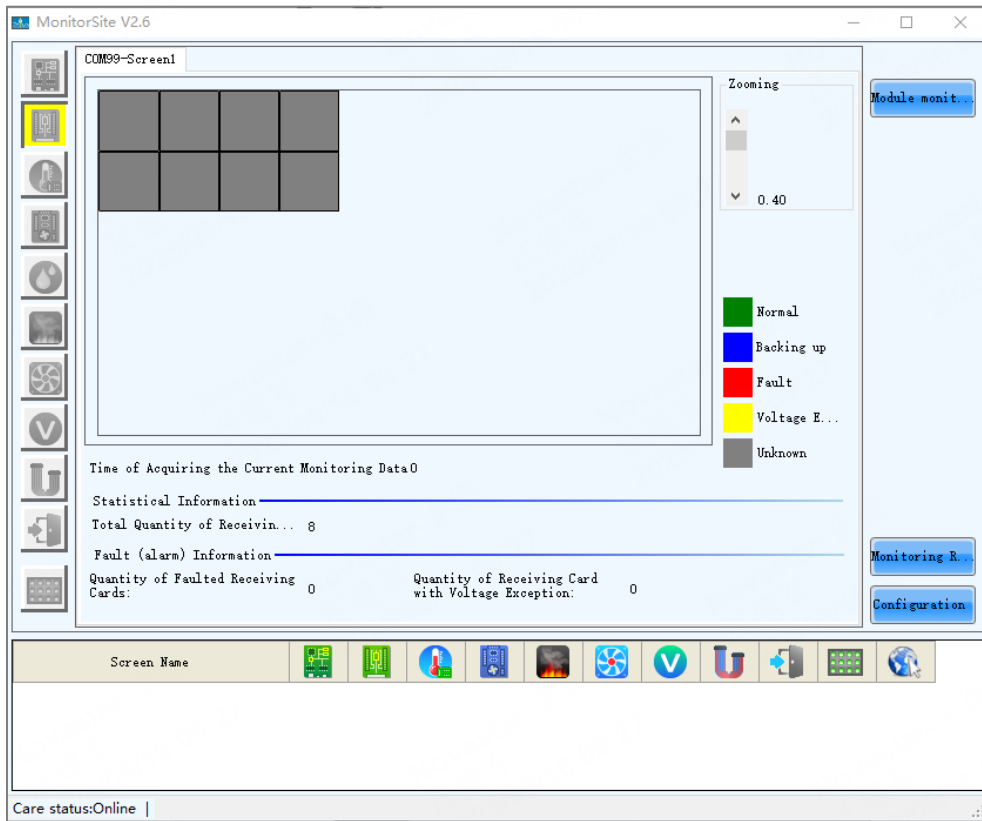 MonitorSite V2.6
COM99-Screen1
Zooming
0.40
Module monit...
Normal
Backing up
Fault
Voltage E...
Unknown
Time of Acquiring the Current Monitoring Data0
Statistical Information
Total Quantity of Receivin... 8
Fault (alarm) Information
Quantity of Faulted Receiving
Cards: 0
Quantity of Receiving Card
with Voltage Exception: 0
Monitoring R...
Configuration
Screen Name
Care status:Online |